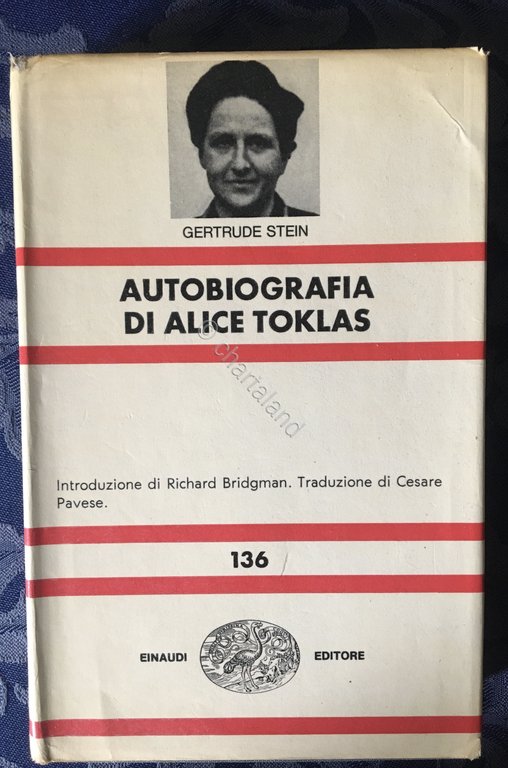 GERTRUDE STEIN
AUTOBIOGRAFIA
DI ALICE TOKLAS
© chartaland
Introduzione di Richard Bridgman. Traduzione di Cesare
Pavese.
136
EINAUDI EDITORE